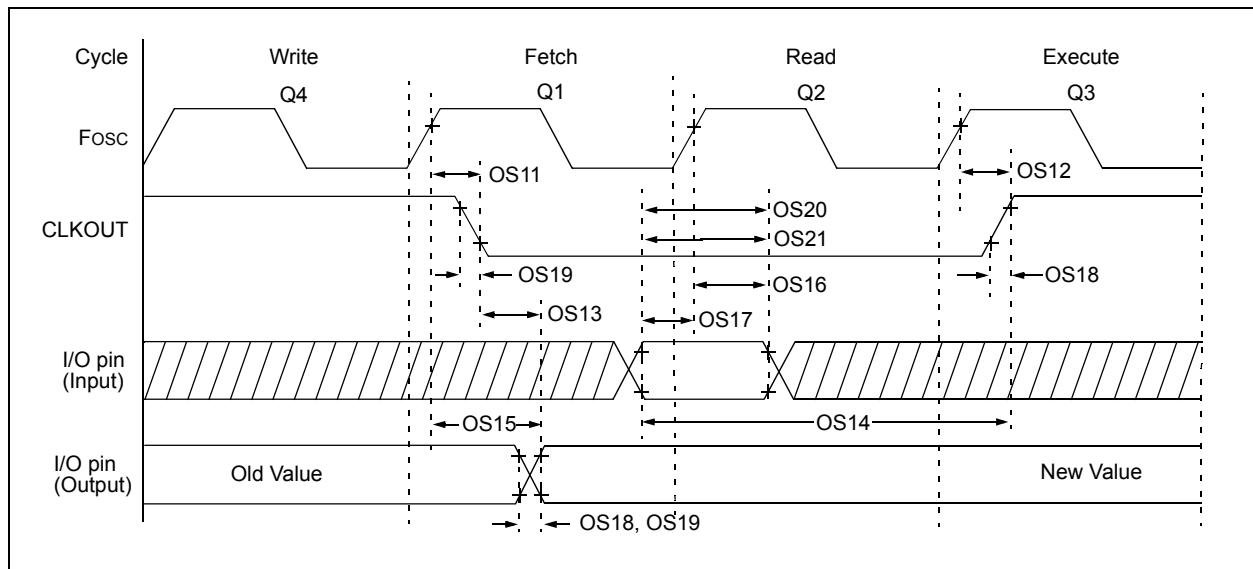 Cycle Write Fetch Read Execute
Q4 Q1 Q2 Q3
FOSC
OS11 OS12
OS20
CLKOUT
OS21
OS19 OS16 OS18
OS13 OS17
I/O pin
(Input)
OS15 OS14
I/O pin
(Output) Old Value New Value
OS18, OS19